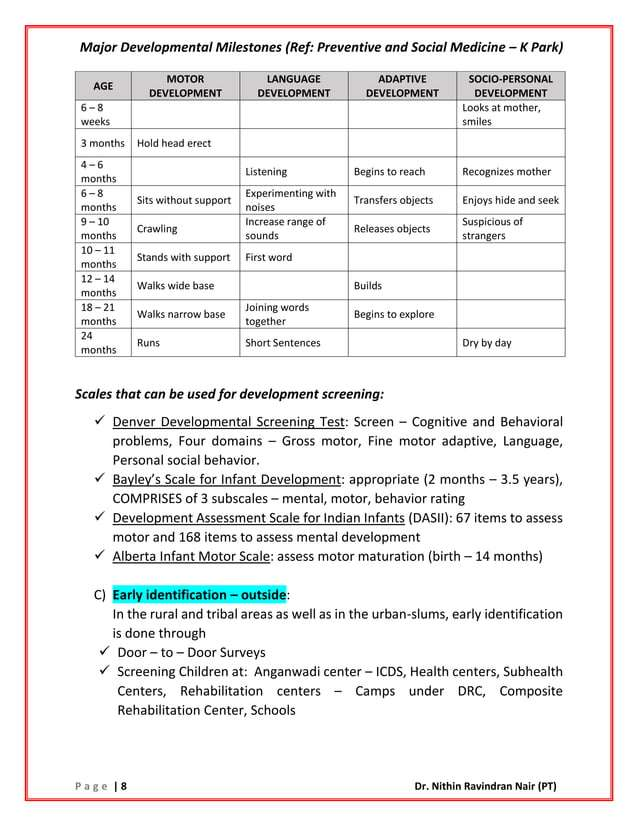 Major Developmental Milestones (Ref: Preventive and Social Medicine – K Park)
AGE MOTOR DEVELOPMENT LANGUAGE DEVELOPMENT ADAPTIVE DEVELOPMENT SOCIO-PERSONAL DEVELOPMENT
6 – 8 weeks Looks at mother, smiles
3 months Hold head erect
4 – 6 months Listening Begins to reach Recognizes mother
6 – 8 months Sits without support Experimenting with noises Transfers objects Enjoys hide and seek
9 – 10 months Crawling Increase range of sounds Releases objects Suspicious of strangers
10 – 11 months Stands with support First word
12 – 14 months Walks wide base Builds
18 – 21 months Walks narrow base Joining words together Begins to explore
24 months Runs Short Sentences Dry by day
Scales that can be used for development screening:
✓ Denver Developmental Screening Test: Screen – Cognitive and Behavioral
problems, Four domains – Gross motor, Fine motor adaptive, Language,
Personal social behavior.
✓ Bayley's Scale for Infant Development: appropriate (2 months – 3.5 years),
COMPRISES of 3 subscales – mental, motor, behavior rating
✓ Development Assessment Scale for Indian Infants (DASII): 67 items to assess
motor and 168 items to assess mental development
✓ Alberta Infant Motor Scale: assess motor maturation (birth – 14 months)
C) Early identification – outside:
In the rural and tribal areas as well as in the urban-slums, early identification
is done through
✓ Door – to – Door Surveys
✓ Screening Children at: Anganwadi center – ICDS, Health centers, Subhealth
Centers, Rehabilitation centers – Camps under DRC, Composite
Rehabilitation Center, Schools
Page | 8 Dr. Nithin Ravindran Nair (PT)